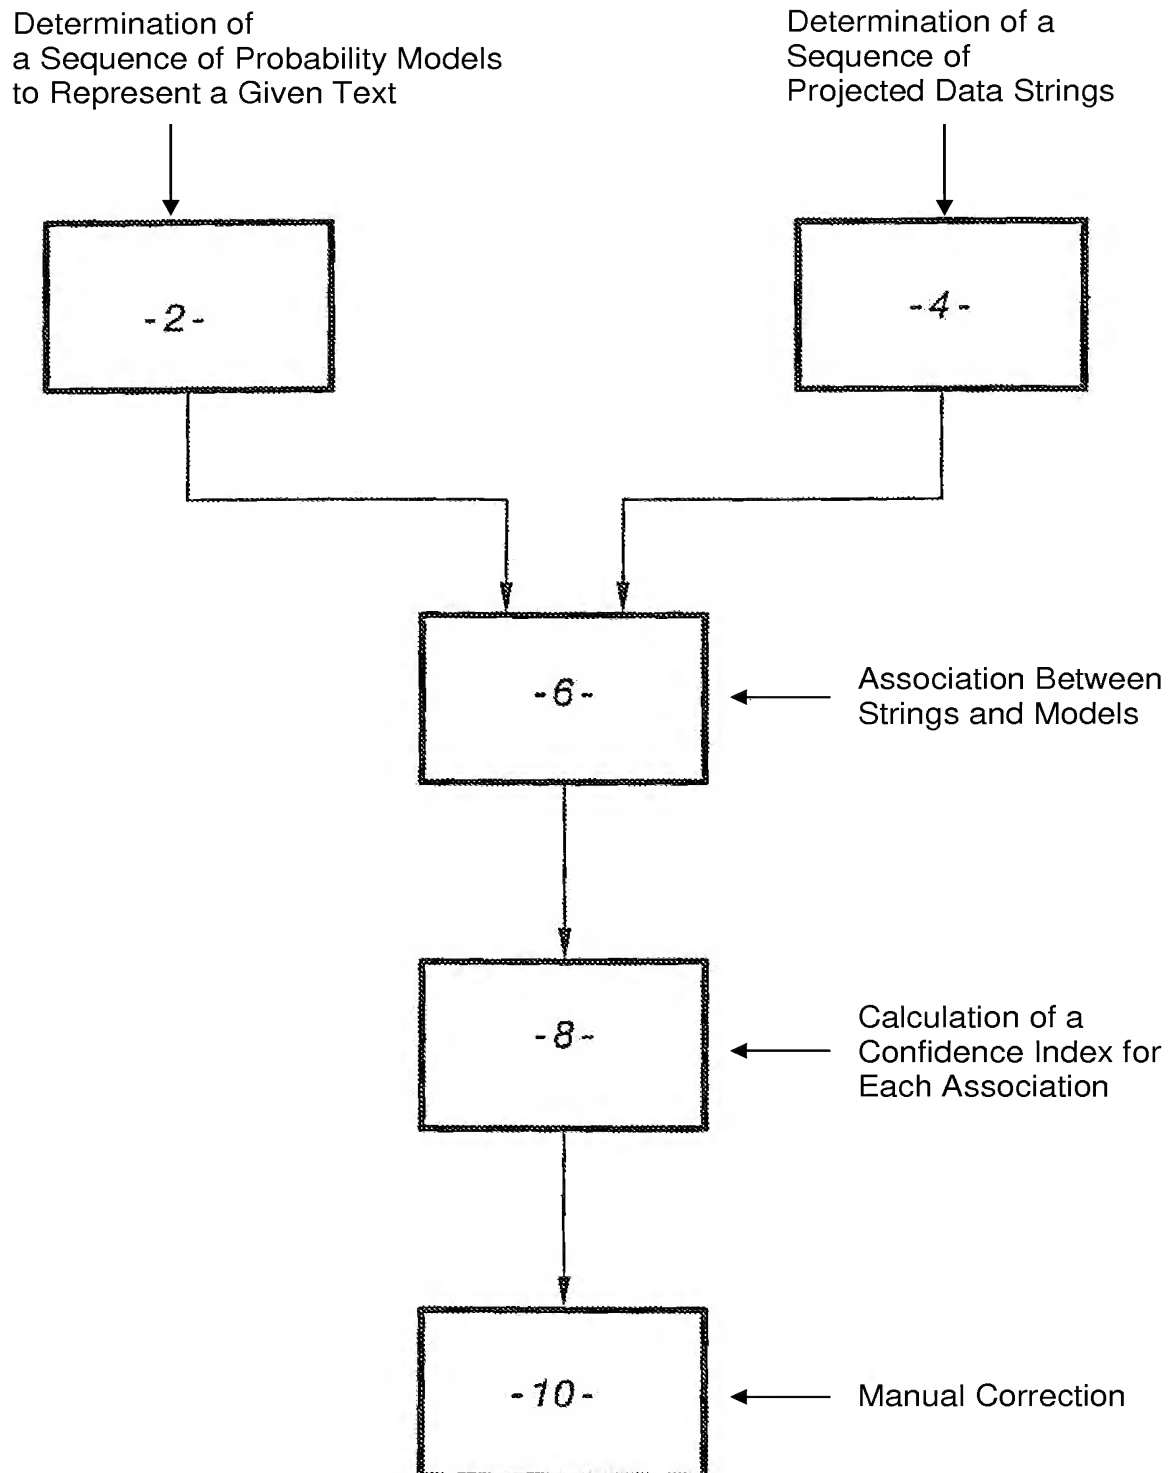 Determination of
a Sequence of Probability Models
to Represent a Given Text
Determination of a
Sequence of
Projected Data Strings
-2-
-4-
-6-
Association Between
Strings and Models
-8-
Calculation of a
Confidence Index for
Each Association
-10-
Manual Correction